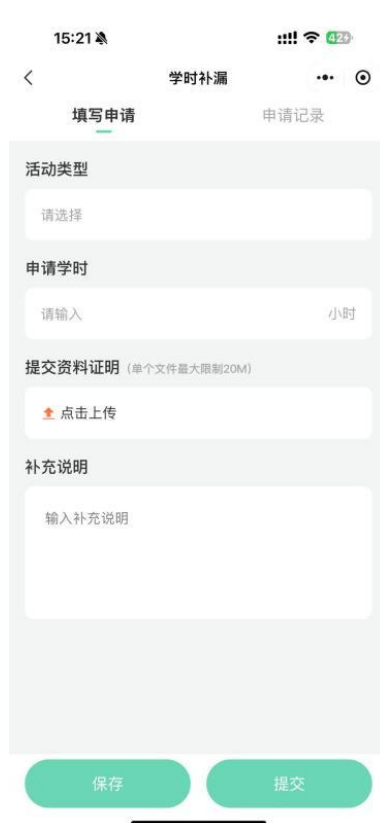 15:21
42
学时补漏
填写申请 申请记录
活动类型
请选择
申请学时
请输入 小时
提交资料证明 (单个文件最大限制20M)
点击上传
补充说明
输入补充说明
保存 提交